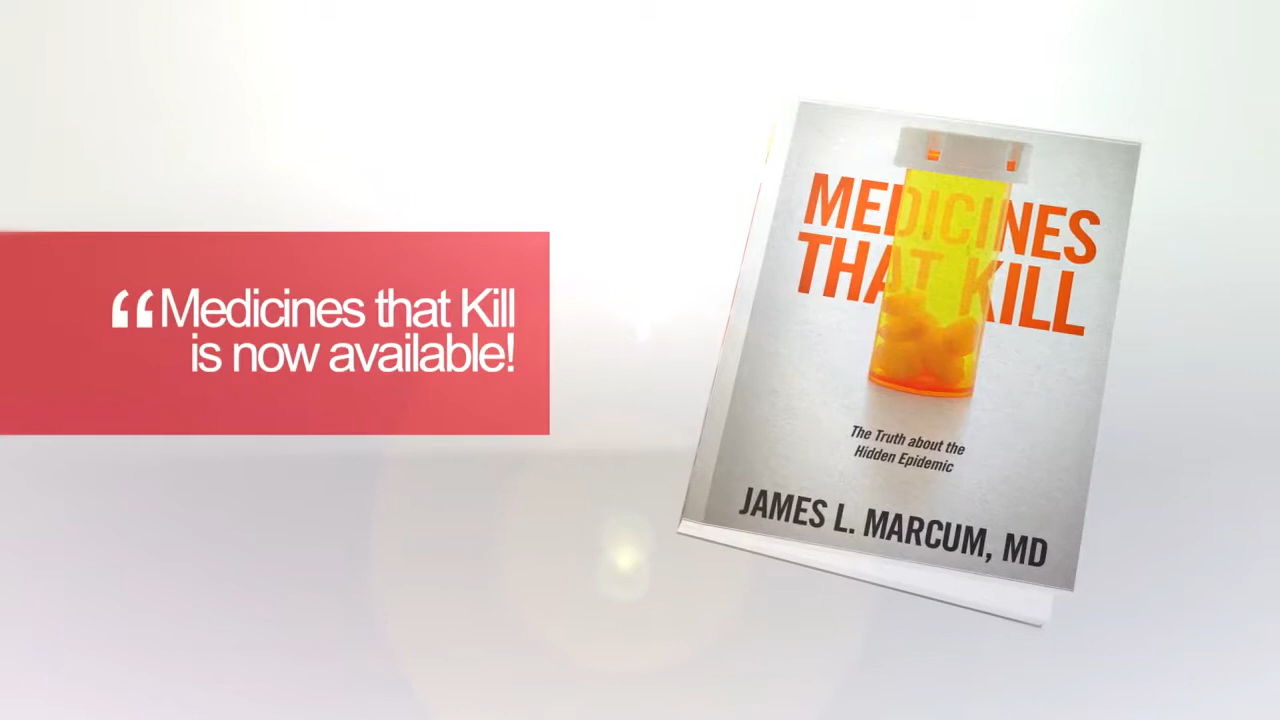 “Medicines that Kill
is now available!
MEDICINES
THAT KILL
The Truth about the
Hidden Epidemic
JAMES L. MARCUM, MD